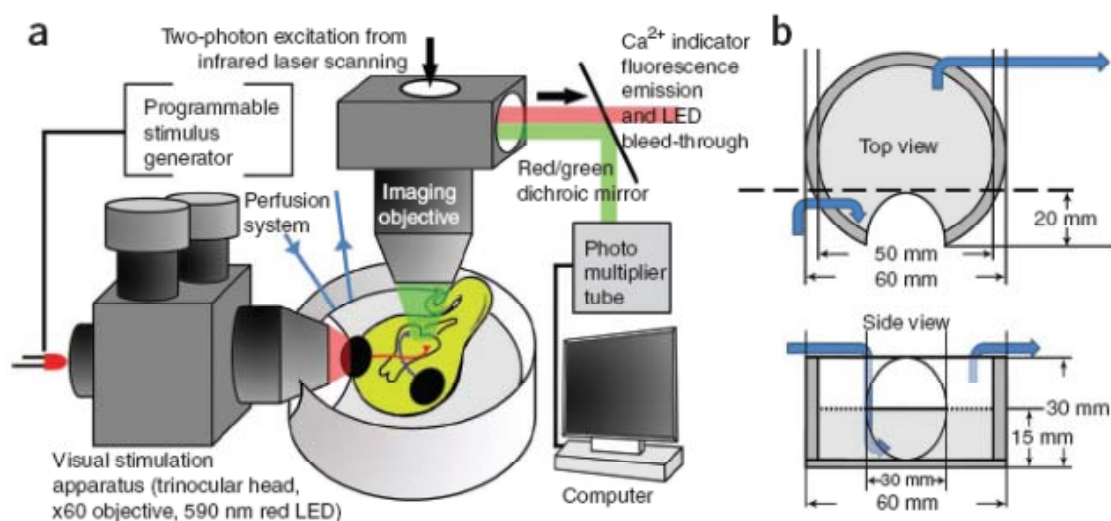 a
Two-photon excitation from
infrared laser scanning
Programmable
stimulus
generator
Perfusion
system
Imaging
objective
Ca2+ indicator
fluorescence
emission
and LED
bleed-through
Red/green
dichroic mirror
Photo
multiplier
tube
Computer
Visual stimulation
apparatus (trinocular head,
x60 objective, 590 nm red LED)
b
Top view
20 mm
50 mm
60 mm
Side view
30 mm
15 mm
30 mm
60 mm